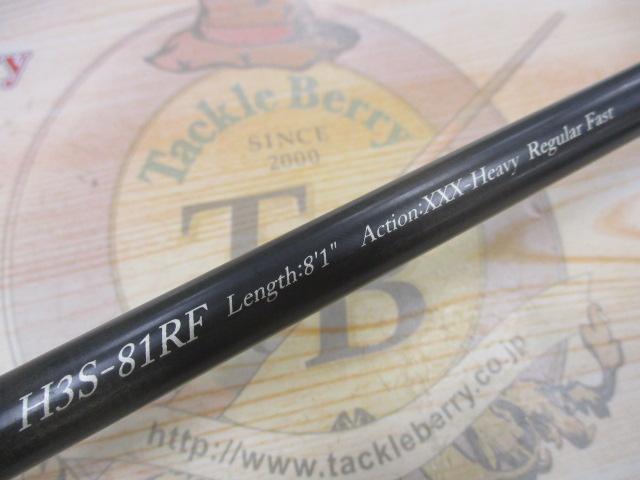 Tackle Berry
SINCE
2000
TB
H3S-81RF Length:8'1" Action:XXX-Heavy Regular Fast
http://www.tackleberry.co.jp